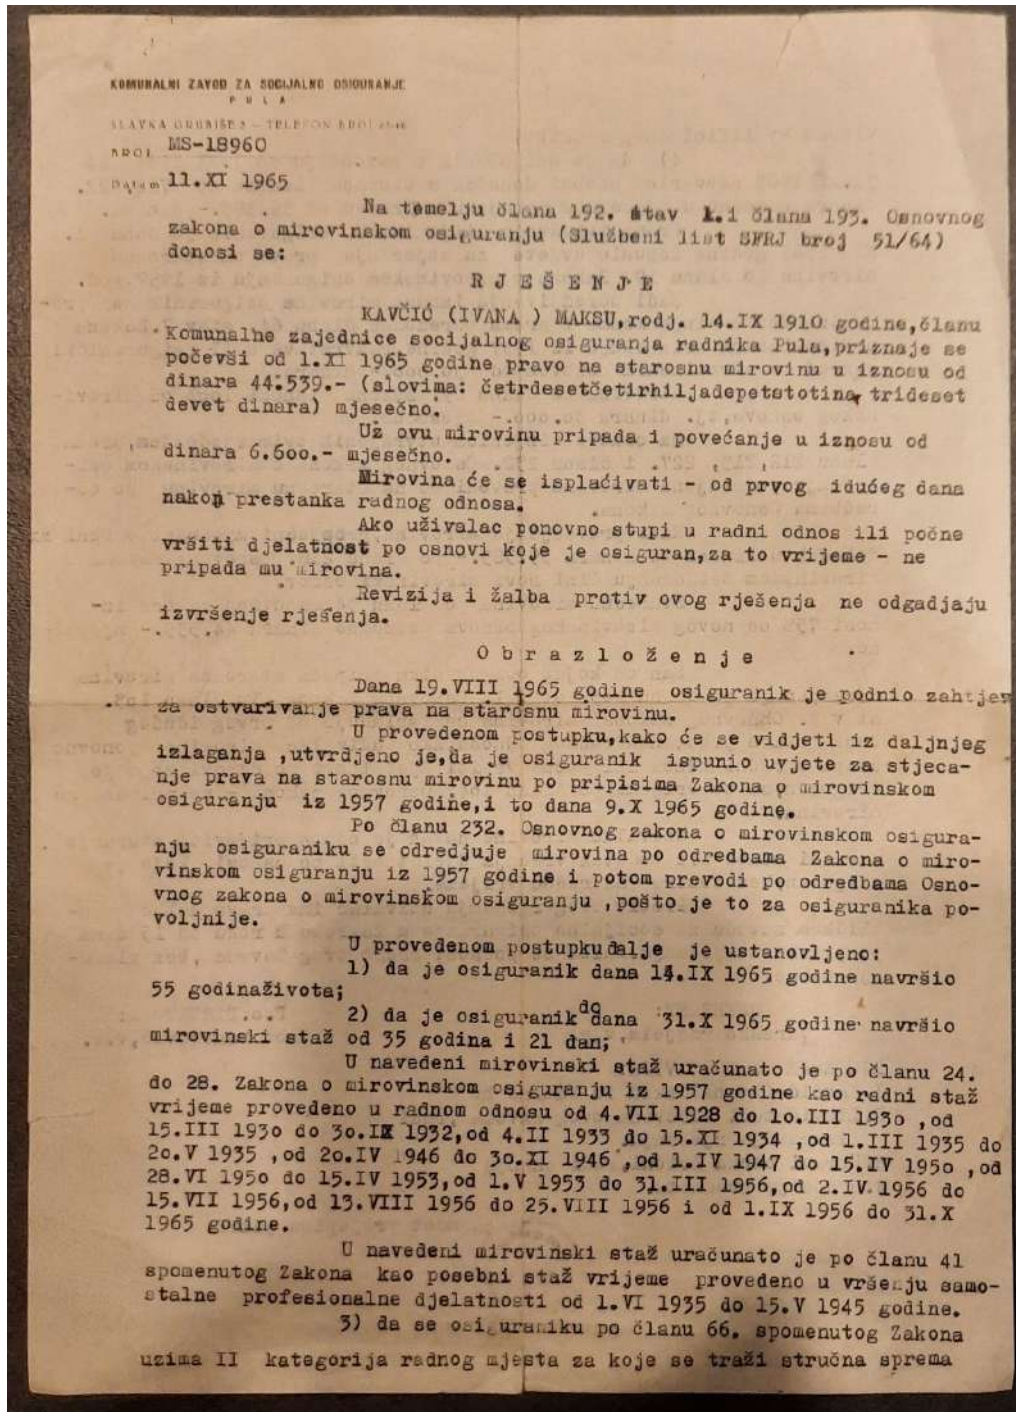 KOMUNALNI ZAVOD ZA SOCIJALNO OSIGURANJE
PULA
SLAVKA GRUBIŠE - TELEFON BROJ
BROJ MS-18960
Datum 11.XI 1965
Na temelju člana 192. stav 1.i člana 193. Osnovnog
zakona o mirovinskom osiguranju (Službeni list SFRJ broj 51/64)
donosi se:
R J E Š E N J E
KAVČIĆ (IVANA ) MAKSU,rodj. 14.IX 1910 godine,članu
Komunalne zajednice socijalnog osiguranja radnika Pula,priznaje se
počevši od 1.XI 1965 godine pravo na starosnu mirovinu u iznosu od
dinara 44.539.- (slovima: četrdesetčetirhiljadepetstotina trideset
devet dinara) mjesečno.
Uz ovu mirovinu pripada i povećanje u iznosu od
dinara 6.6oo.- mjesečno.
Mirovina će se isplaćivati - od prvog idućeg dana
nakon prestanka radnog odnosa.
Ako uživalac ponovno stupi u radni odnos ili počne
vršiti djelatnost po osnovi koje je osiguran,za to vrijeme - ne
pripada mu mirovina.
Revizija i žalba protiv ovog rješenja ne odgadjaju
izvršenje rješenja.
O b r a z l o ž e n j e
Dana 19.VIII 1965 godine osiguranik je podnio zahtjev
za ostvarivanje prava na starosnu mirovinu.
U provedenom postupku,kako će se vidjeti iz daljnjeg
izlaganja ,utvrdjeno je,da je osiguranik ispunio uvjete za stjeca-
nje prava na starosnu mirovinu po pripisima Zakona o mirovinskom
osiguranju iz 1957 godine,i to dana 9.X 1965 godine.
Po članu 232. Osnovnog zakona o mirovinskom osigura-
nju osiguraniku se odredjuje mirovina po odredbama Zakona o miro-
vinskom osiguranju iz 1957 godine i potom prevodi po odredbama Osno-
vnog zakona o mirovinskom osiguranju ,pošto je to za osiguranika po-
voljnije.
U provedenom postupku dalje je ustanovljeno:
1) da je osiguranik dana 14.IX 1965 godine navršio
55 godinaživota;
2) da je osiguranik do dana 31.X 1965 godine navršio
mirovinski staž od 35 godina i 21 dan;
U navedeni mirovinski staž uračunato je po članu 24.
do 28. Zakona o mirovinskom osiguranju iz 1957 godine kao radni staž
vrijeme provedeno u radnom odnosu od 4.VII 1928 do 1o.III 193o ,od
15.III 193o do 3o.IX 1932,od 4.II 1933 do 15.XI 1934 ,od 1.III 1935 do
2o.V 1935 ,od 2o.IV 1946 do 3o.XI 1946 ,od 1.IV 1947 do 15.IV 195o ,od
28.VI 195o do 15.IV 1953,od 1.V 1953 do 31.III 1956,od 2.IV 1956 do
15.VII 1956,od 13.VIII 1956 do 25.VIII 1956 i od 1.IX 1956 do 31.X
1965 godine.
U navedeni mirovinski staž uračunato je po članu 41
spomenutog Zakona kao posebni staž vrijeme provedeno u vršenju samo-
stalne profesionalne djelatnosti od 1.VI 1935 do 15.V 1945 godine.
3) da se osiguraniku po članu 66. spomenutog Zakona
uzima II kategorija radnog mjesta za koje se traži stručna sprema